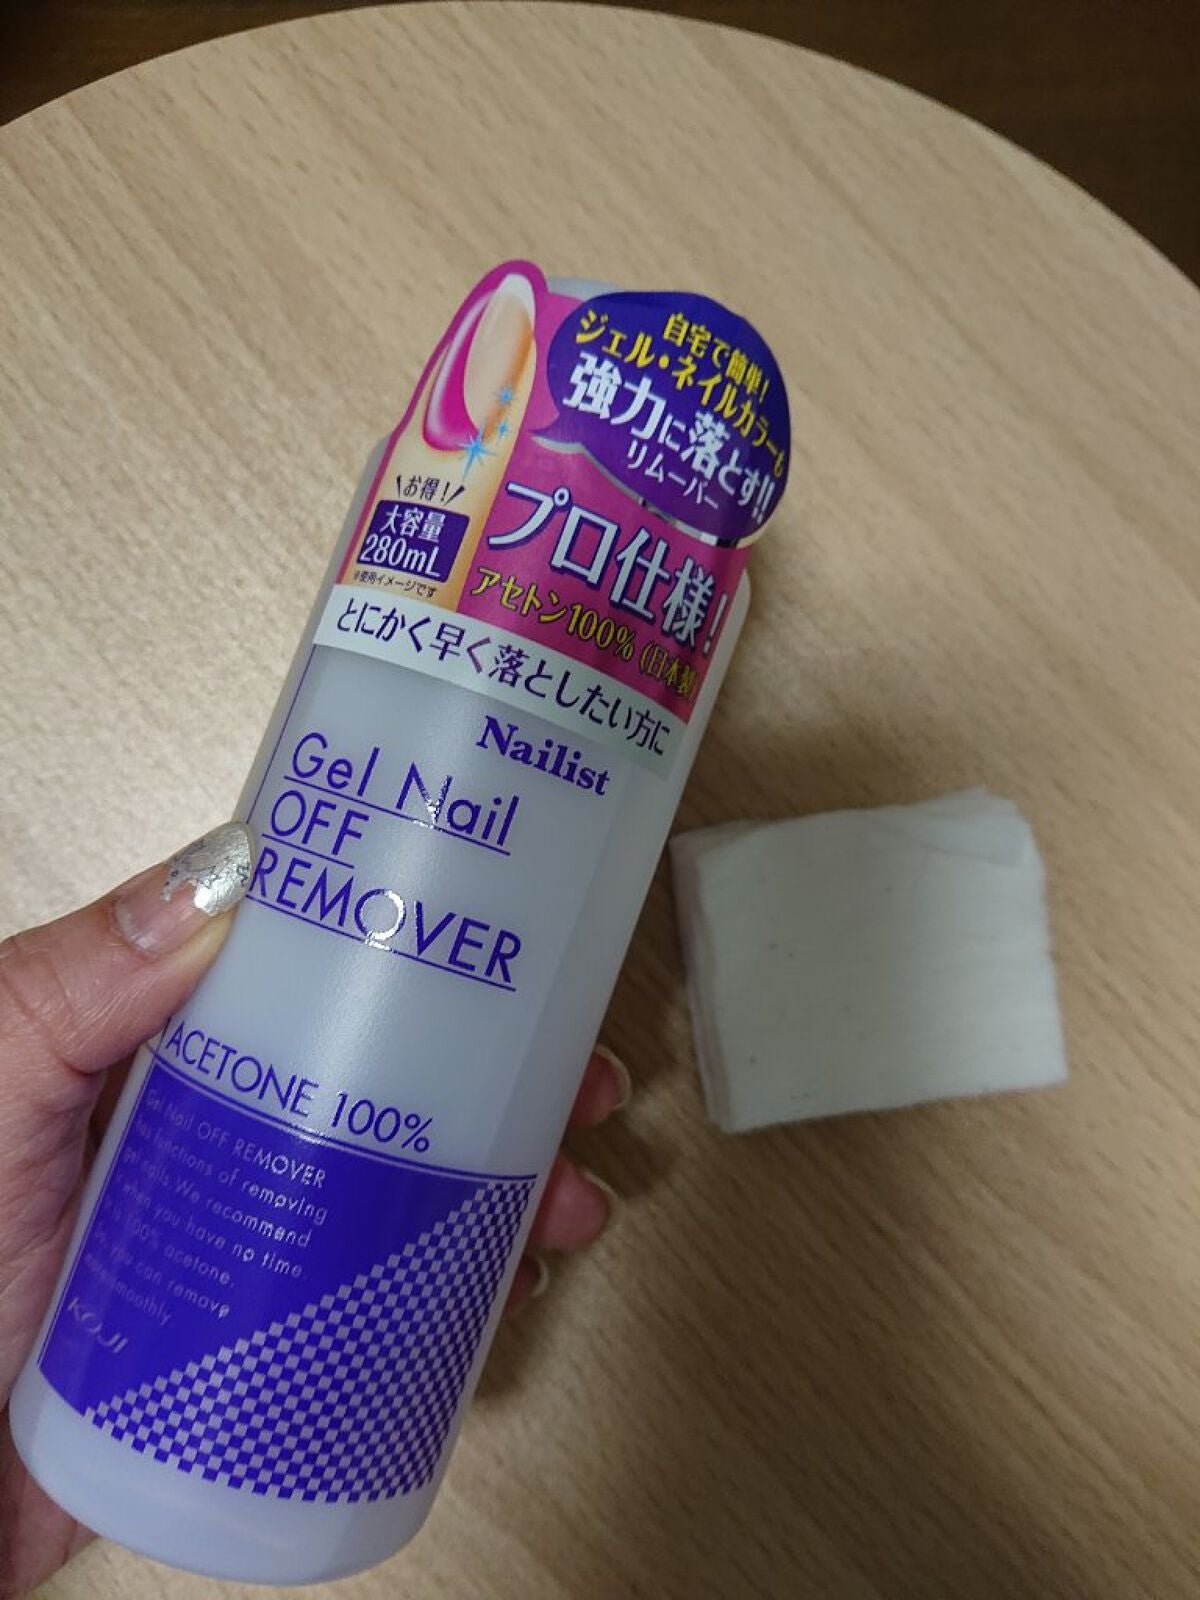 自宅で簡単!
ジェル・ネイルカラーも
強力に落とす!!
リムーバー
お得!
大容量
280mL
※使用イメージです
プロ仕様!
アセトン100% (日本製)
とにかく早く落としたい方に
Nailist
Gel Nail
OFF
REMOVER
ACETONE 100%
Gel Nail OFF REMOVER
has functions of removing
gel nails. We recommend
when you have no time.
is 100% acetone.
So, you can remove
smoothly.
KOJI